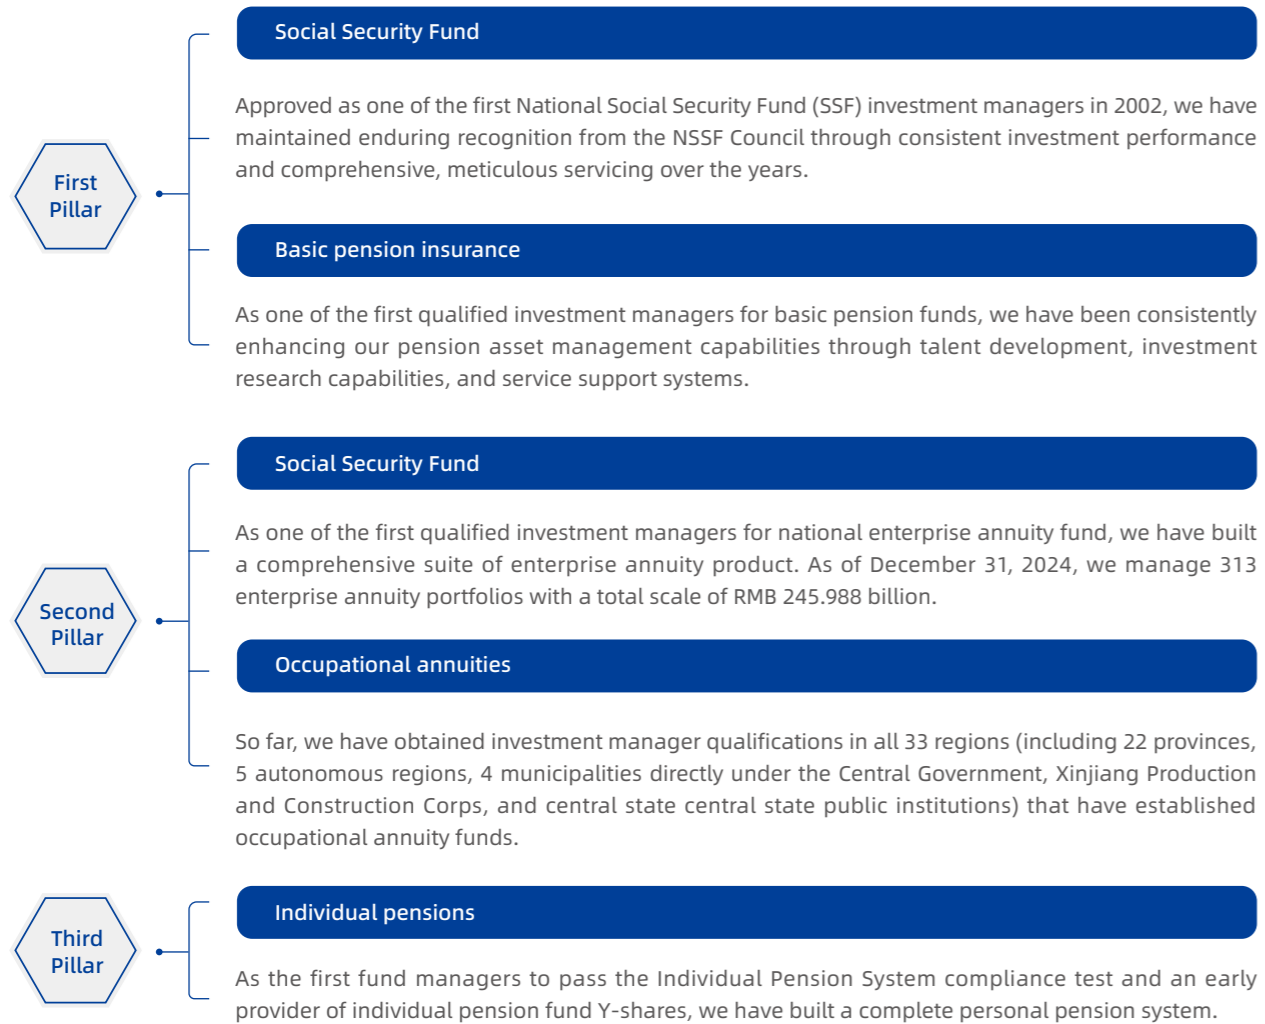 Social Security Fund
Approved as one of the first National Social Security Fund (SSF) investment managers in 2002, we have
maintained enduring recognition from the NSSF Council through consistent investment performance
and comprehensive, meticulous servicing over the years.
First
Pillar
Basic pension insurance
As one of the first qualified investment managers for basic pension funds, we have been consistently
enhancing our pension asset management capabilities through talent development, investment
research capabilities, and service support systems.
Social Security Fund
As one of the first qualified investment managers for national enterprise annuity fund, we have built
a comprehensive suite of enterprise annuity product. As of December 31, 2024, we manage 313
enterprise annuity portfolios with a total scale of RMB 245.988 billion.
Second
Pillar
Occupational annuities
So far, we have obtained investment manager qualifications in all 33 regions (including 22 provinces,
5 autonomous regions, 4 municipalities directly under the Central Government, Xinjiang Production
and Construction Corps, and central state central state public institutions) that have established
occupational annuity funds.
Third
Pillar
Individual pensions
As the first fund managers to pass the Individual Pension System compliance test and an early
provider of individual pension fund Y-shares, we have built a complete personal pension system.